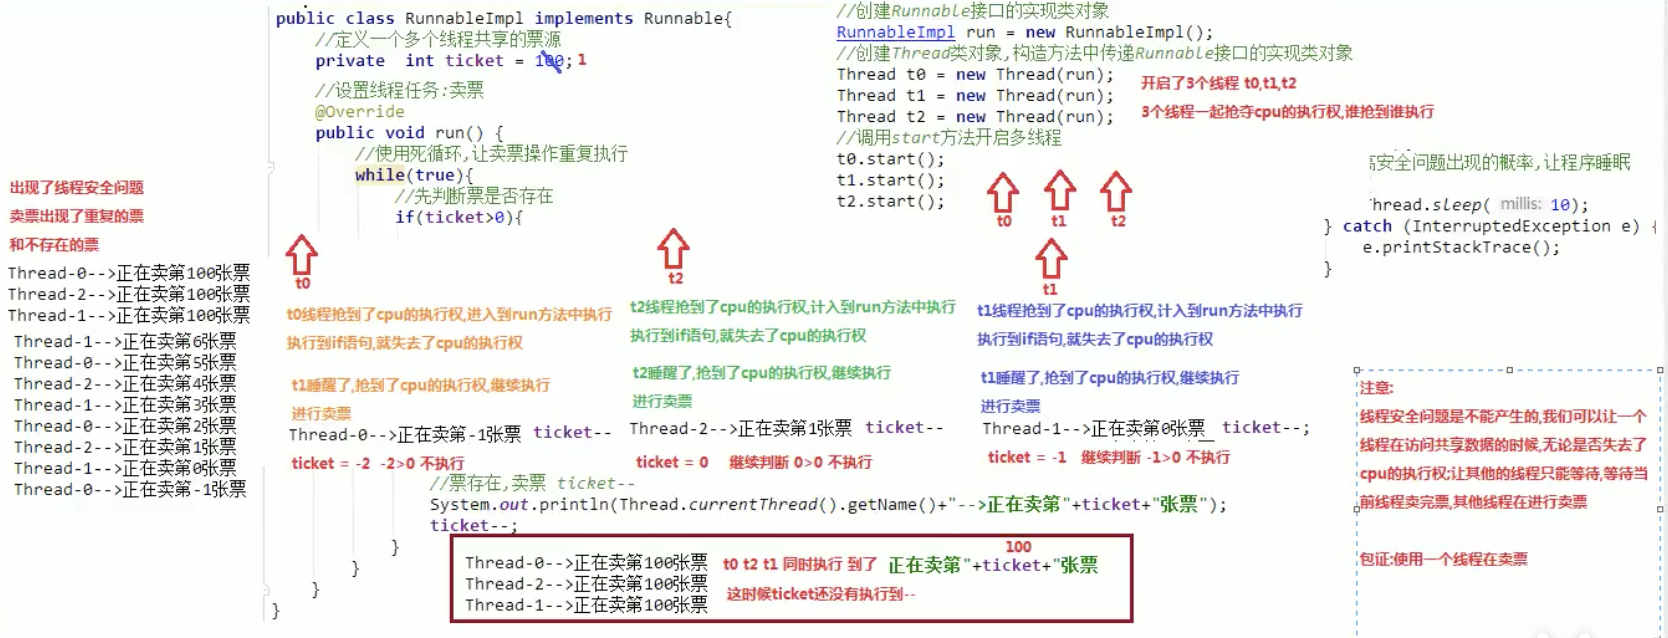 public class RunnableImpl implements Runnable{
//定义一个多个线程共享的票源
private int ticket = 100; 1
//设置线程任务:卖票
@Override
public void run() {
//使用死循环,让卖票操作重复执行
while(true){
//先判断票是否存在
if(ticket>0){
//创建Runnable接口的实现类对象
RunnableImpl run = new RunnableImpl();
//创建Thread类对象,构造方法中传递Runnable接口的实现类对象
Thread t0 = new Thread(run);
Thread t1 = new Thread(run);
Thread t2 = new Thread(run);
开启了3个线程 t0,t1,t2
3个线程一起抢夺cpu的执行权,谁抢到谁执行
//调用start方法开启多线程
t0.start();
t1.start();
t2.start();
t0
t1
t2
高安全问题出现的概率,让程序睡眠
hread.sleep( millis: 10);
} catch (InterruptedException e) {
e.printStackTrace();
}
出现了线程安全问题
卖票出现了重复的票
和不存在的票
Thread-0-->正在卖第100张票
Thread-2-->正在卖第100张票
Thread-1-->正在卖第100张票
Thread-1-->正在卖第6张票
Thread-0-->正在卖第5张票
Thread-2-->正在卖第4张票
Thread-1-->正在卖第3张票
Thread-0-->正在卖第2张票
Thread-2-->正在卖第1张票
Thread-1-->正在卖第0张票
Thread-0-->正在卖第-1张票
t0
t0线程抢到了cpu的执行权,进入到run方法中执行
执行到if语句,就失去了cpu的执行权
t1睡醒了,抢到了cpu的执行权,继续执行
进行卖票
Thread-0-->正在卖第-1张票 ticket--
ticket = -2 -2>0 不执行
t2
t2线程抢到了cpu的执行权,计入到run方法中执行
执行到if语句,就失去了cpu的执行权
t2睡醒了,抢到了cpu的执行权,继续执行
进行卖票
Thread-2-->正在卖第1张票 ticket--
ticket = 0 继续判断 0>0 不执行
t1
t1线程抢到了cpu的执行权,计入到run方法中执行
执行到if语句,就失去了cpu的执行权
t1睡醒了,抢到了cpu的执行权,继续执行
进行卖票
Thread-1-->正在卖第0张票 ticket--;
ticket = -1 继续判断 -1>0 不执行
//票存在,卖票 ticket--
System.out.println(Thread.currentThread().getName()+"-->正在卖第"+ticket+"张票");
ticket--;
}
}
}
}
Thread-0-->正在卖第100张票
Thread-2-->正在卖第100张票
Thread-1-->正在卖第100张票
100
t0 t2 t1 同时执行 到了 正在卖第"+ticket+"张票
这时候ticket还没有执行到--
注意:
线程安全问题是不能产生的,我们可以让一个
线程在访问共享数据的时候,无论是否失去了
cpu的执行权;让其他的线程只能等待,等待当
前线程卖完票,其他线程在进行卖票
包证:使用一个线程在卖票